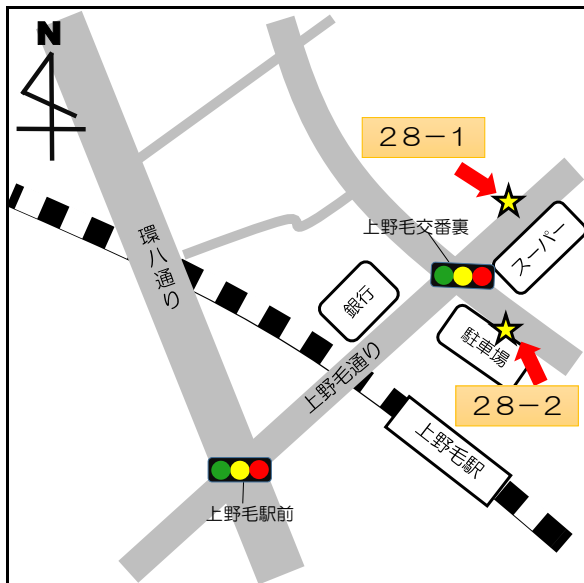 N
28－1
上野毛交番裏
スーパー
環八通り
銀行
駐車場
上野毛通り
28－2
上野毛駅
上野毛駅前